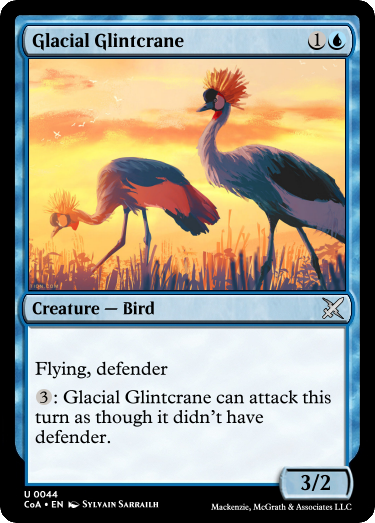 Glacial Glintcrane 1
Creature — Bird
Flying, defender
3: Glacial Glintcrane can attack this
turn as though it didn't have
defender.
3/2
U 0044
CoA • EN Sylvain Sarrailh
Mackenzie, McGrath & Associates LLC